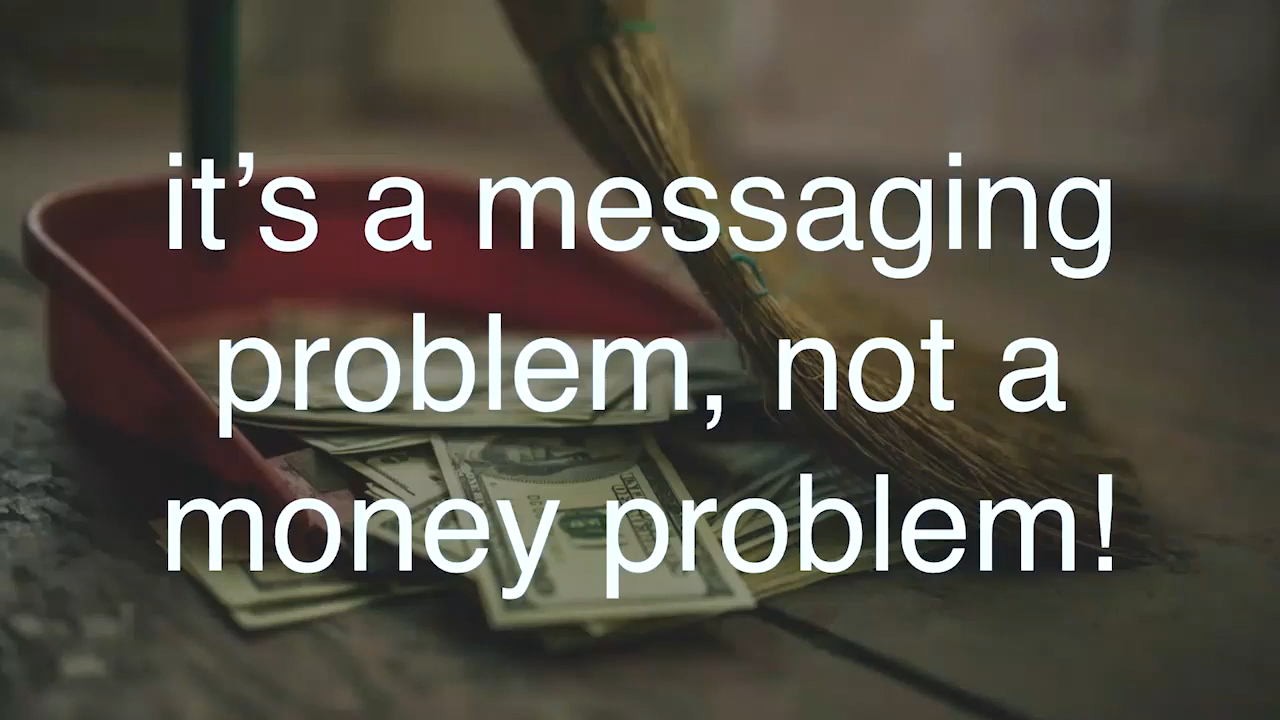 it’s a messaging
problem, not a
money problem!